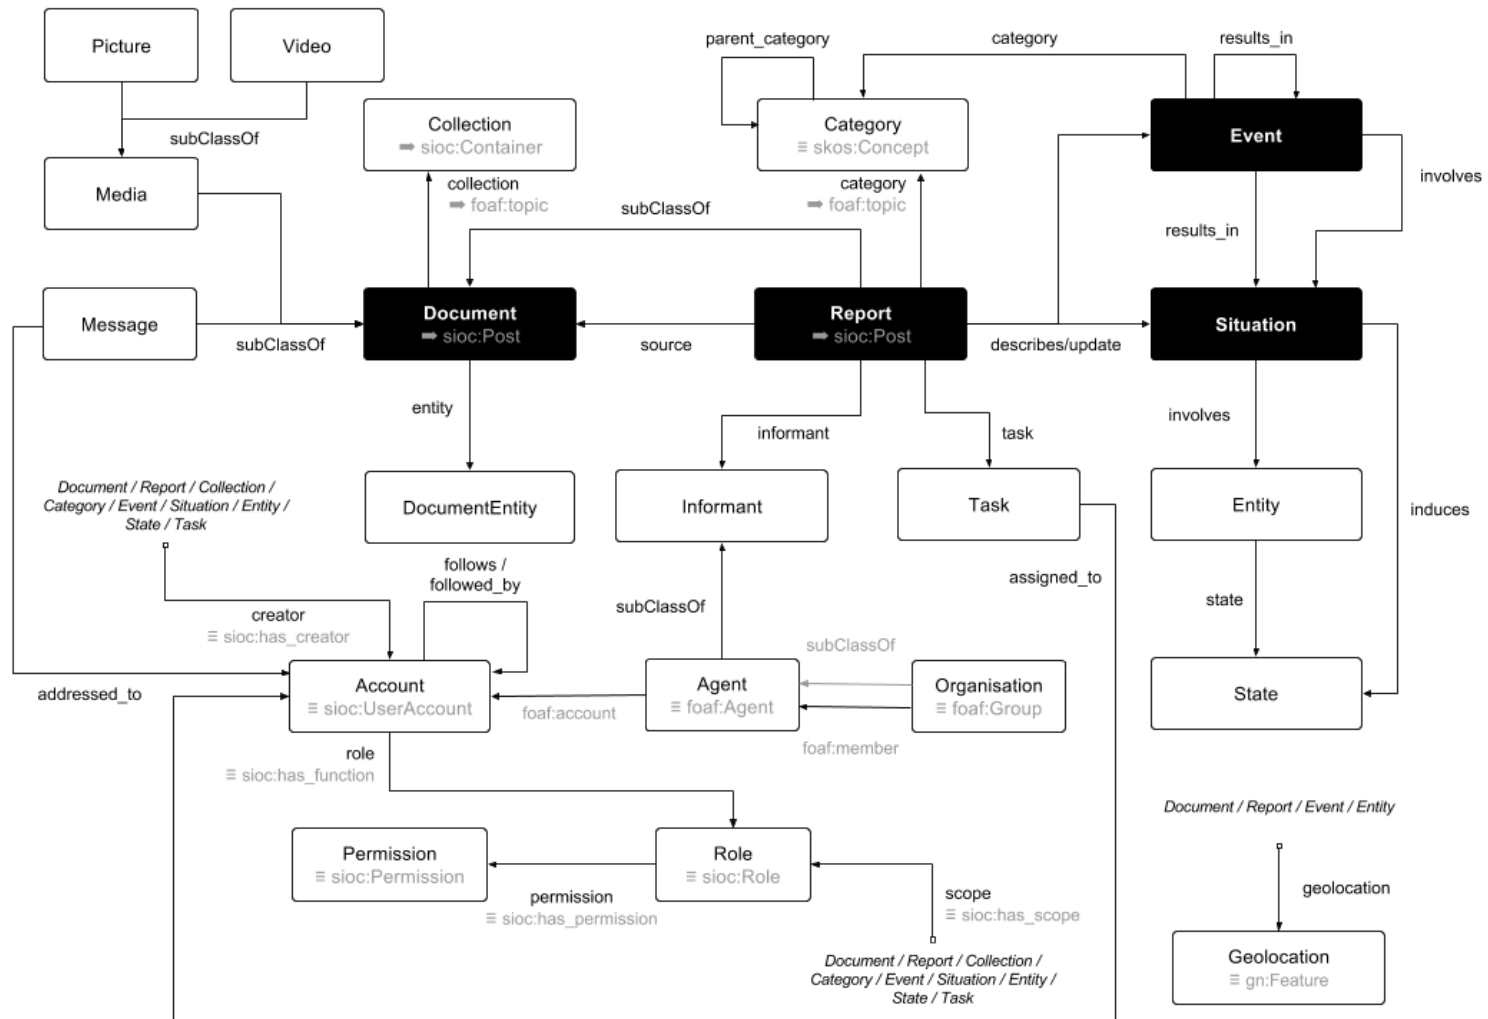 Picture
Video
parent_category
category
results_in
Collection
➡ sioc:Container
Category
≡ skos:Concept
Event
subClassOf
Media
collection
➡ foaf:topic
category
➡ foaf:topic
involves
subClassOf
results_in
Message
Document
➡ sioc:Post
Report
➡ sioc:Post
Situation
subClassOf
source
describes/update
entity
informant
task
involves
Document / Report / Collection /
Category / Event / Situation / Entity /
State / Task
DocumentEntity
Informant
Task
Entity
induces
follows /
followed_by
assigned_to
creator
≡ sioc:has_creator
subClassOf
state
subClassOf
addressed_to
Account
≡ sioc:UserAccount
foaf:account
Agent
≡ foaf:Agent
Organisation
≡ foaf:Group
State
foaf:member
role
≡ sioc:has_function
Document / Report / Event / Entity
Permission
≡ sioc:Permission
Role
≡ sioc:Role
permission
≡ sioc:has_permission
scope
≡ sioc:has_scope
geolocation
Document / Report / Collection /
Category / Event / Situation / Entity /
State / Task
Geolocation
≡ gn:Feature